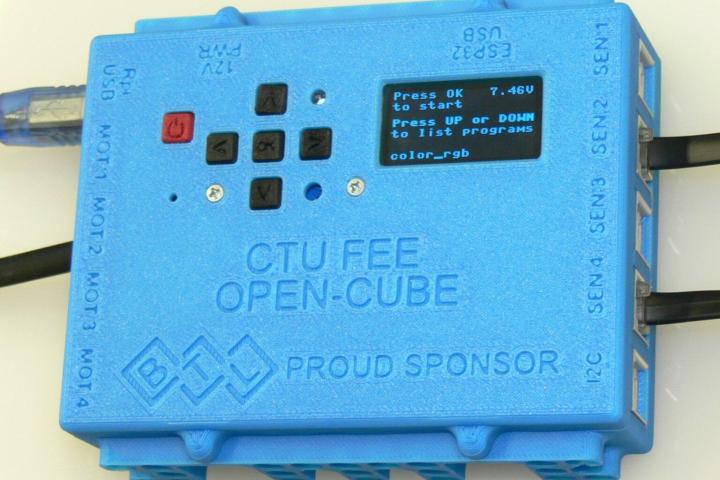 12V
PWR
ESP32
USB
Rpi
USB
MOT1
MOT2
MOT3
MOT4
Press OK 7.46V
to start
Press UP or DOWN
to list programs
color_rgb
SEN1
SEN2
SEN3
SEN4
I2C
CTU FEE
OPEN-CUBE
BTL PROUD SPONSOR